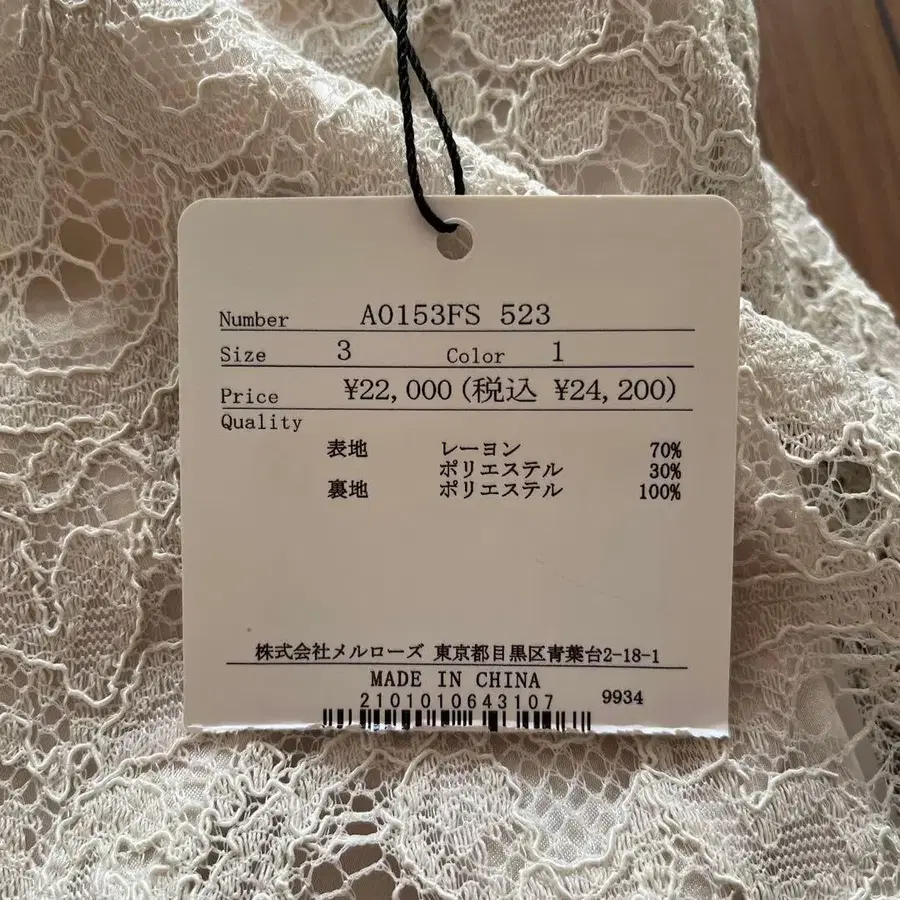 Number A0153FS 523
Size 3 Color 1
Price ¥22,000(税込 ¥24,200)
Quality
表地 レーヨン 70%
ポリエステル 30%
裏地 ポリエステル 100%
株式会社メルローズ 東京都目黒区青葉台2-18-1
MADE IN CHINA
2101010643107 9934